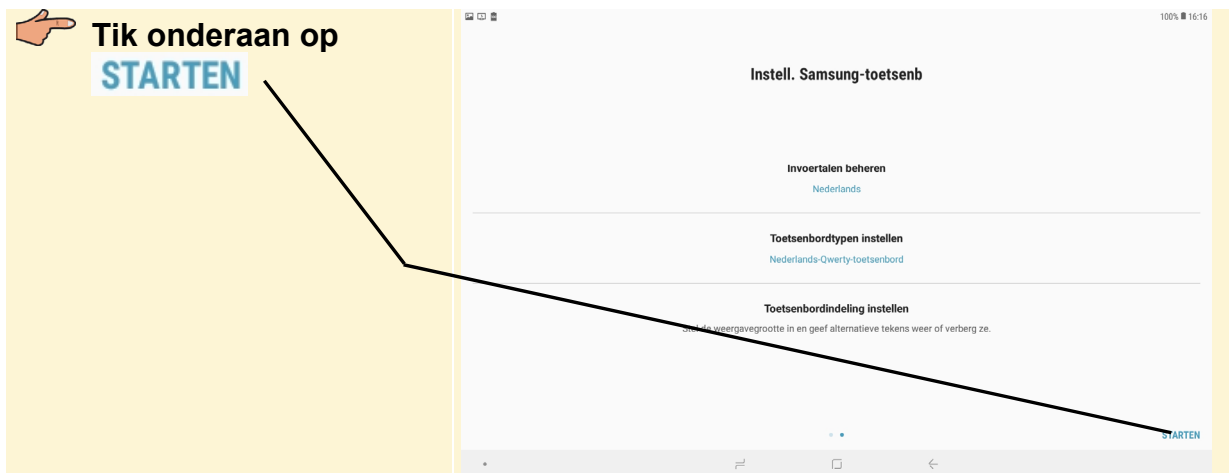 Tik onderaan op
STARTEN
100% 16:16
Instell. Samsung-toetsenb
Invoertalen beheren
Nederlands
Toetsenbordtypen instellen
Nederlands-Qwerty-toetsenbord
Toetsenbordindeling instellen
Stel de weergavegrootte in en geef alternatieve tekens weer of verberg ze.
STARTEN